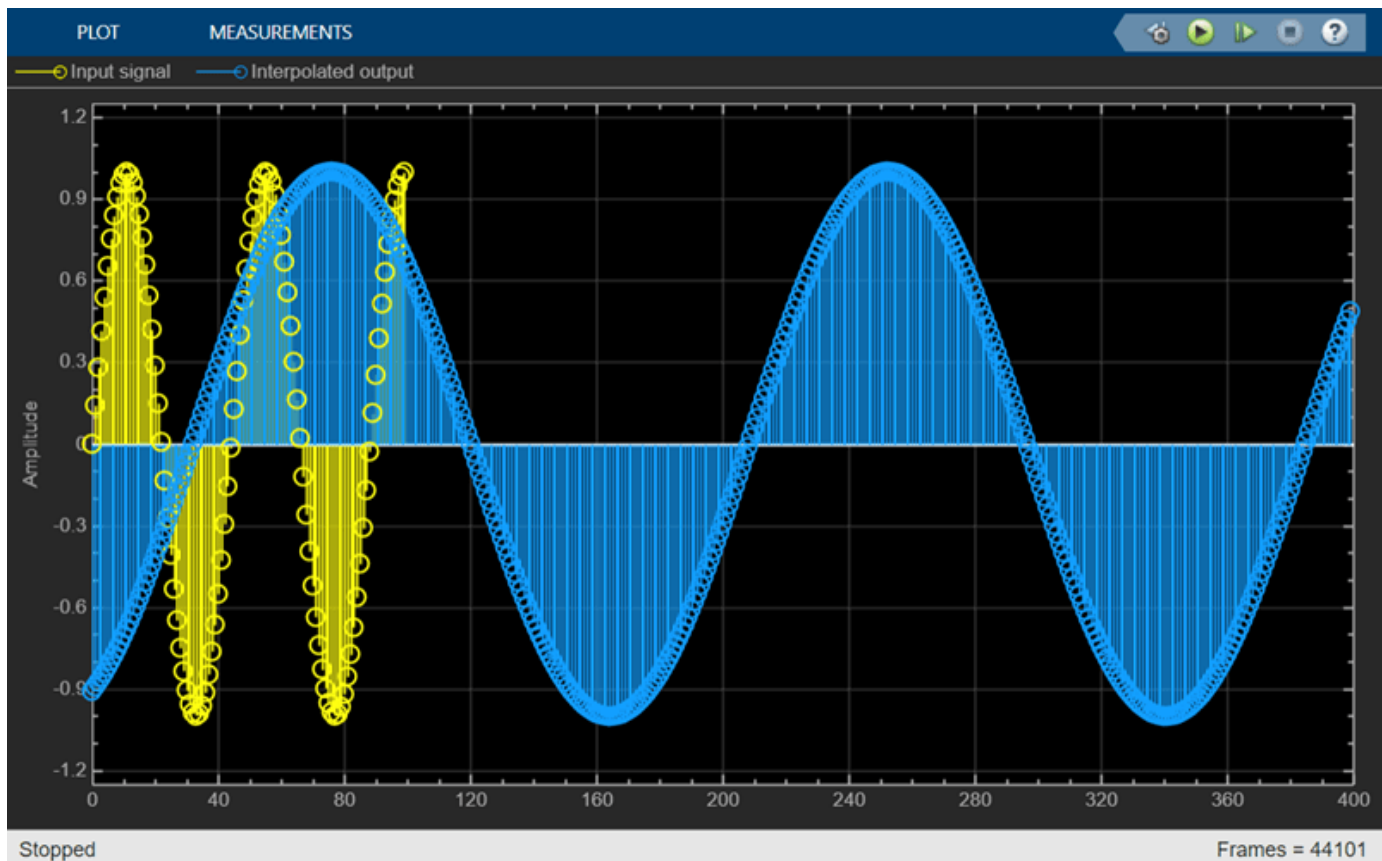 PLOT MEASUREMENTS ?
Input signal Interpolated output
1.2
0.9
0.6
0.3
0
-0.3
-0.6
-0.9
-1.2
Amplitude
0 40 80 120 160 200 240 280 320 360 400
Stopped Frames = 44101